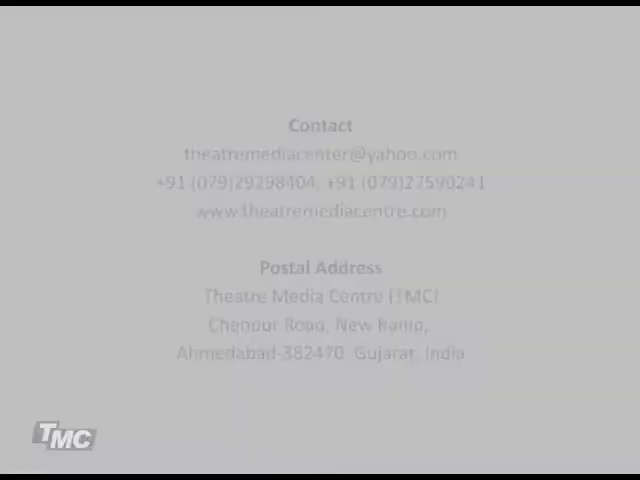 Contact
theatremediacenter@yahoo.com
+91 (079)29298404, +91 (079)27590241
www.theatremediacentre.com
Postal Address
Theatre Media Centre (TMC)
Chenpur Road, New Ranip,
Ahmedabad-382470. Gujarat, India
TMC